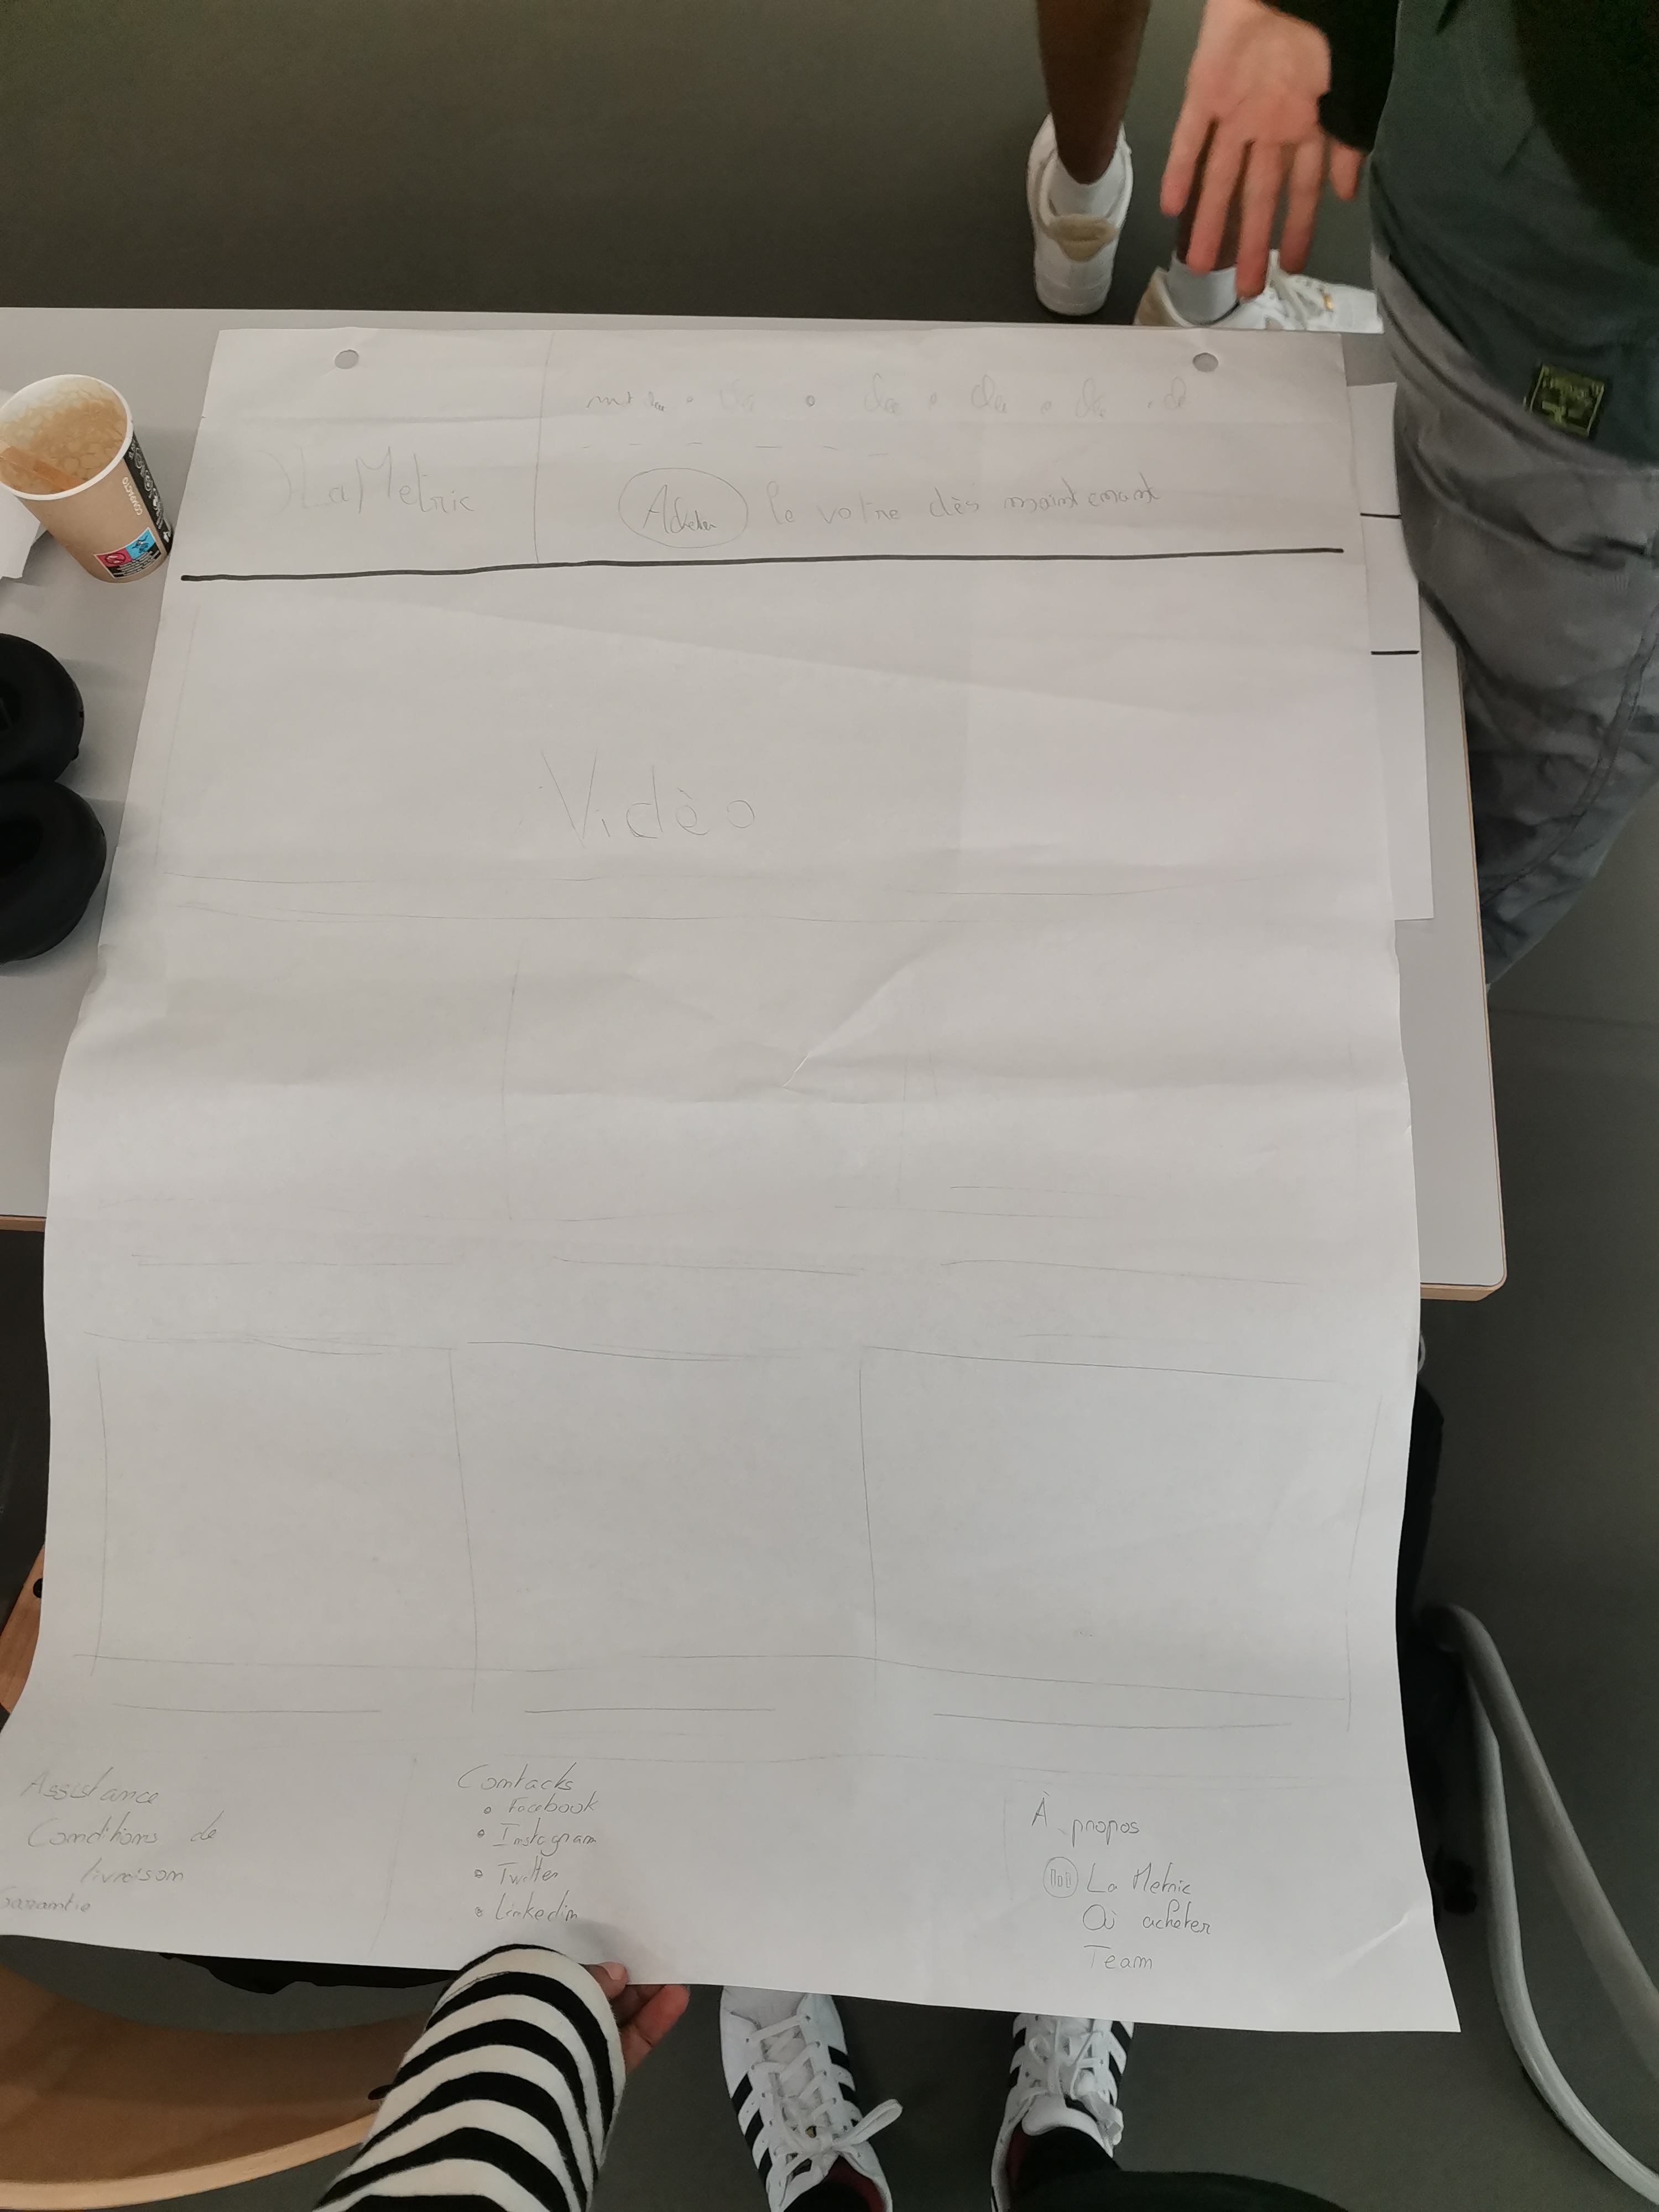 LaMetric
Acheter le votre dès maintenant
Vidèo
Assistance
Conditions de
livraison
Garantie
Contacts
• Facebook
• Instagram
• Twitter
• Linkedin
À propos
La Metric
Où acheter
Team